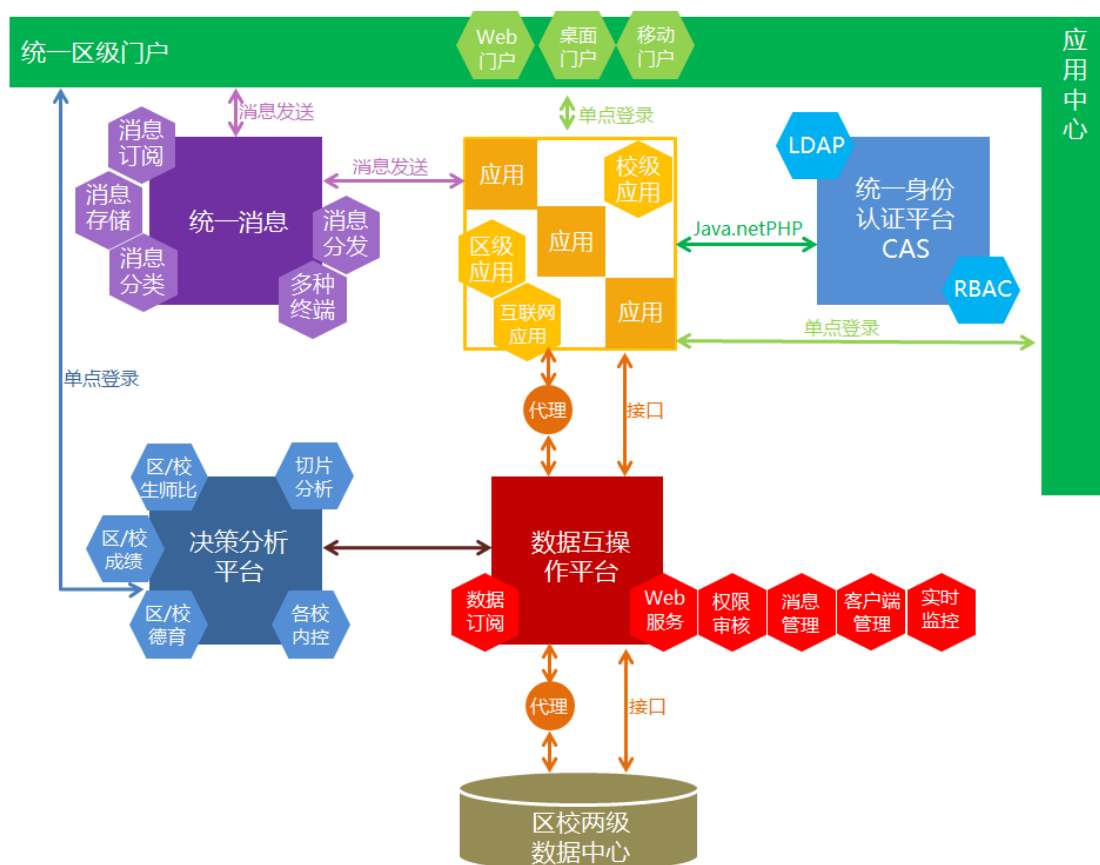 统一区级门户
Web
门户
桌面
门户
移动
门户
应用中心
消息发送
单点登录
消息
订阅
消息
存储
消息
分类
统一消息
消息
分发
多种
终端
消息发送
应用
校级
应用
应用
区级
应用
互联网
应用
应用
Java.netPHP
LDAP
统一身份
认证平台
CAS
RBAC
单点登录
单点登录
代理
接口
区/校
生师比
切片
分析
区/校
成绩
决策分析
平台
区/校
德育
各校
内控
数据互操
作平台
数据
订阅
Web
服务
权限
审核
消息
管理
客户端
管理
实时
监控
代理
接口
区校两级
数据中心